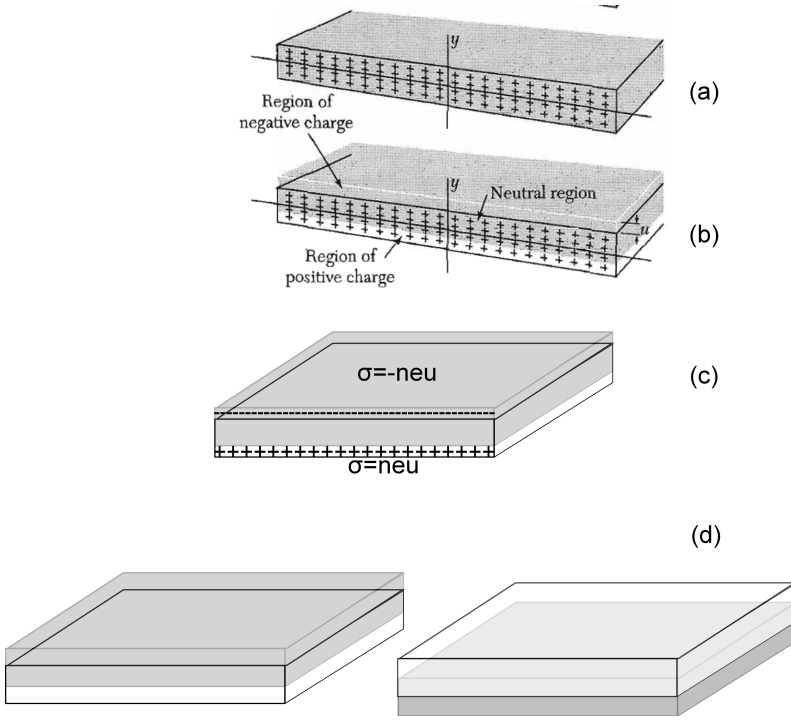 y
(a)
Region of
negative charge
y
Neutral region
u
(b)
Region of
positive charge
σ=-neu
(c)
σ=neu
(d)